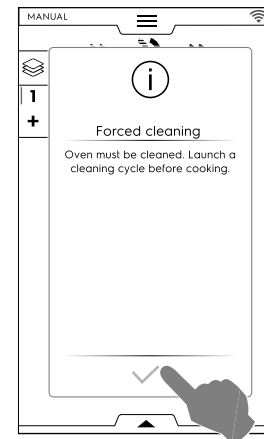 MANUAL
1
+
Forced cleaning
Oven must be cleaned. Launch a
cleaning cycle before cooking.